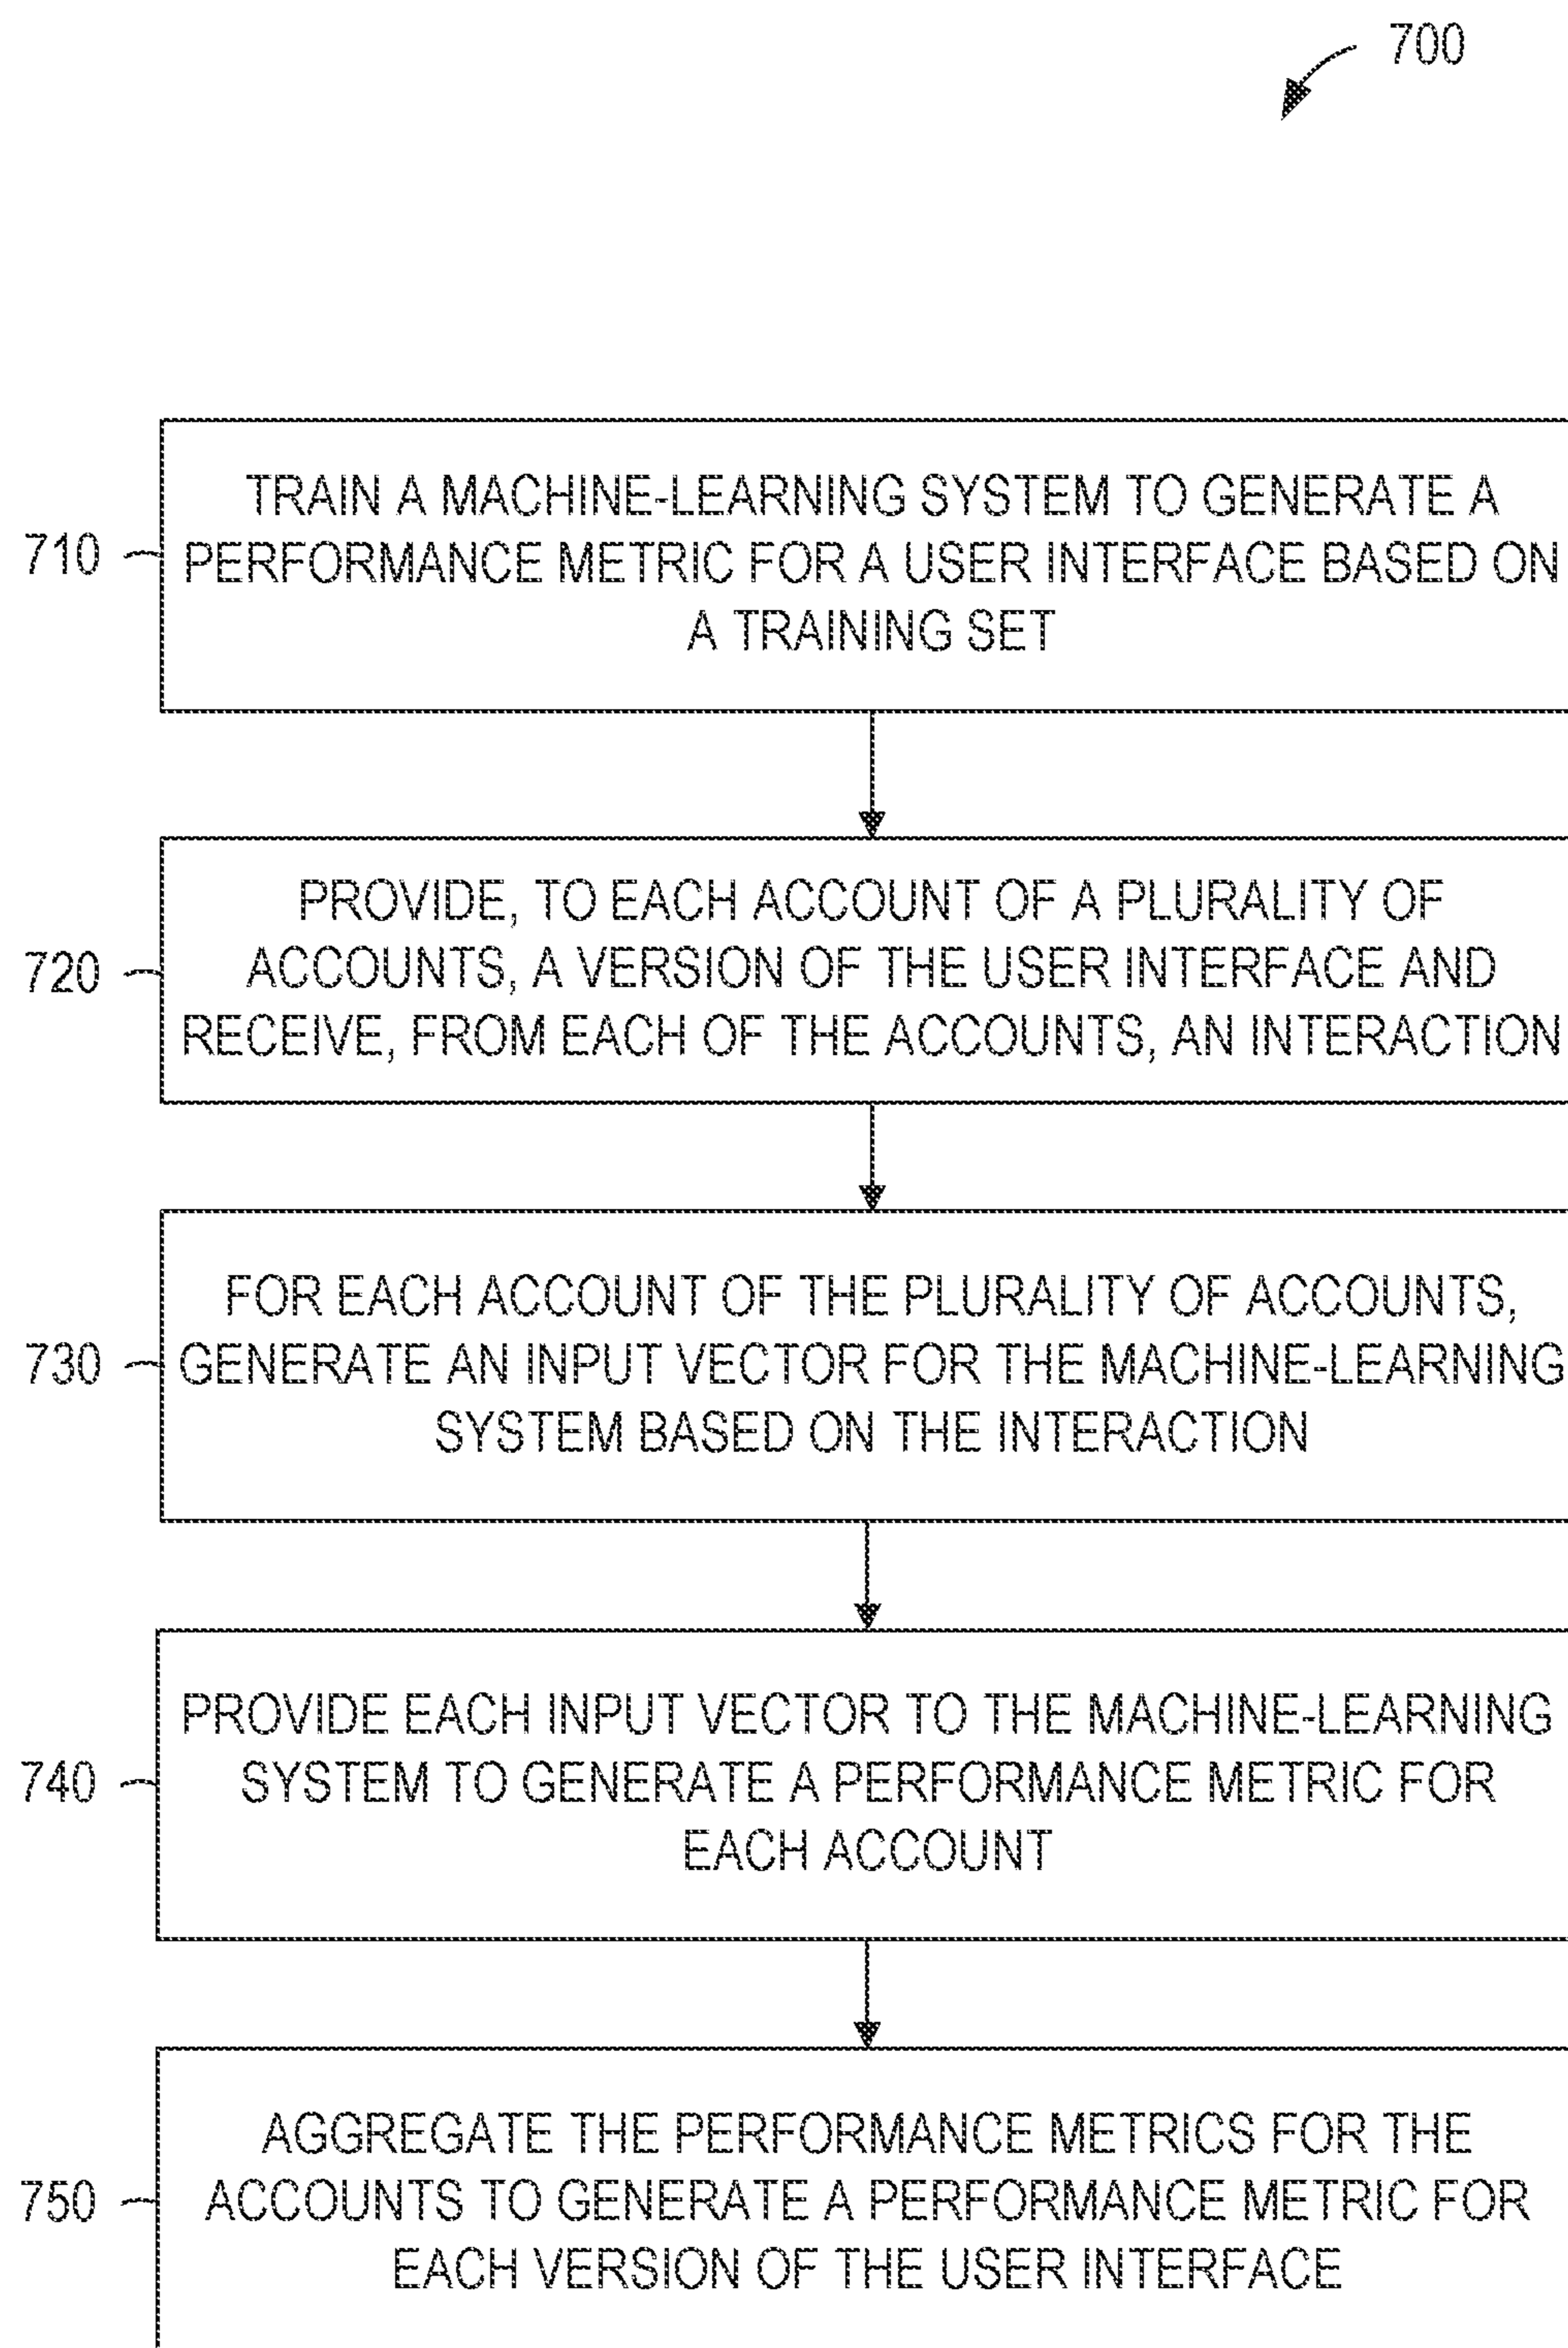 700
710
TRAIN A MACHINE-LEARNING SYSTEM TO GENERATE A
PERFORMANCE METRIC FOR A USER INTERFACE BASED ON
A TRAINING SET
720
PROVIDE, TO EACH ACCOUNT OF A PLURALITY OF
ACCOUNTS, A VERSION OF THE USER INTERFACE AND
RECEIVE, FROM EACH OF THE ACCOUNTS, AN INTERACTION
730
FOR EACH ACCOUNT OF THE PLURALITY OF ACCOUNTS,
GENERATE AN INPUT VECTOR FOR THE MACHINE-LEARNING
SYSTEM BASED ON THE INTERACTION
740
PROVIDE EACH INPUT VECTOR TO THE MACHINE-LEARNING
SYSTEM TO GENERATE A PERFORMANCE METRIC FOR
EACH ACCOUNT
750
AGGREGATE THE PERFORMANCE METRICS FOR THE
ACCOUNTS TO GENERATE A PERFORMANCE METRIC FOR
EACH VERSION OF THE USER INTERFACE